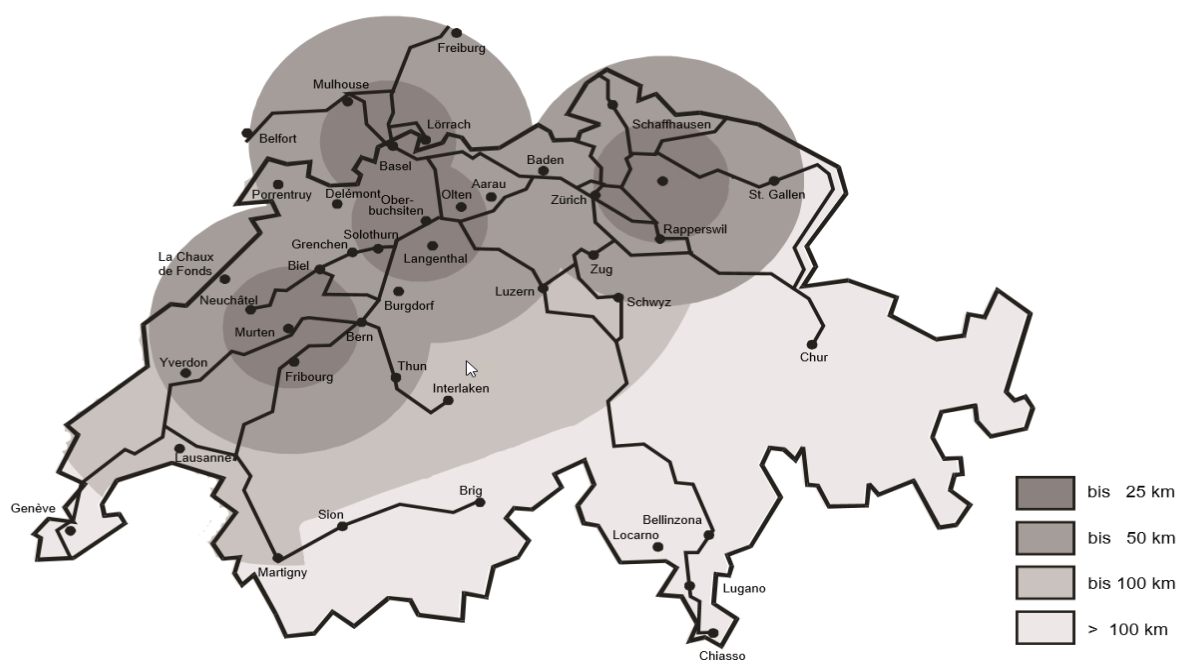 Freiburg
Mulhouse
Lörrach
Belfort
Schaffhausen
Basel
Baden
Porrentruy
Delémont
Ober-
buchsiten
Olten
Aarau
Zürich
St. Gallen
Solothurn
Rapperswil
Grenchen
Langenthal
La Chaux
de Fonds
Biel
Zug
Neuchâtel
Burgdorf
Luzern
Schwyz
Murten
Bern
Yverdon
Fribourg
Thun
Chur
Interlaken
Lausanne
Genève
Brig
Sion
Bellinzona
Locarno
Martigny
Lugano
Chiasso
bis 25 km
bis 50 km
bis 100 km
> 100 km